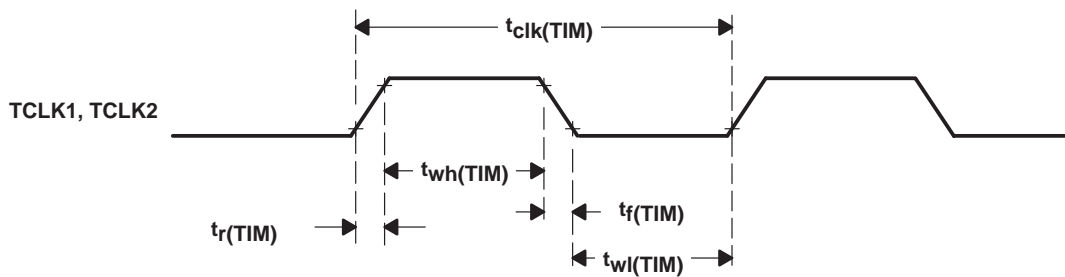 tclk(TIM)
TCLK1, TCLK2
twh(TIM)
tr(TIM)
tf(TIM)
twl(TIM)